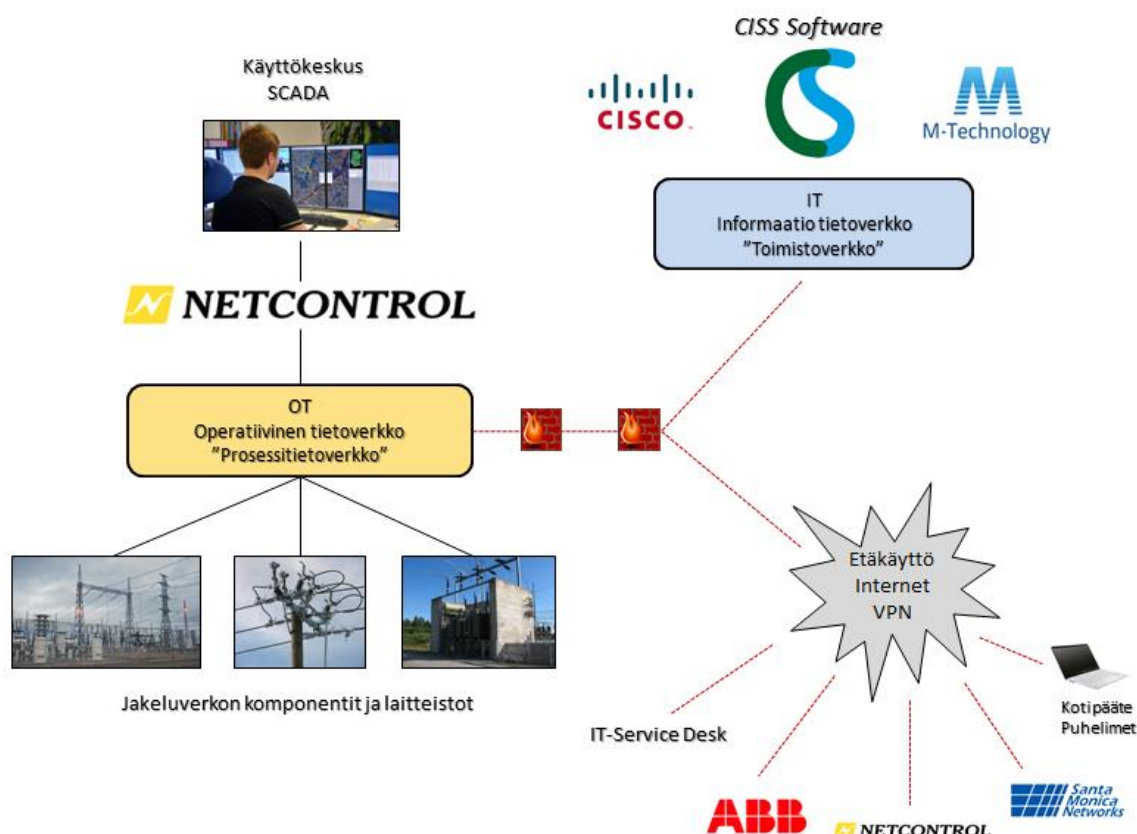 Käyttökeskus
SCADA
NETCONTROL
OT
Operatiivinen tietoverkko
"Prosessitietoverkko"
Jakeluverkon komponentit ja laitteistot
CISS Software
CISCO
CS
M-Technology
IT
Informaatio tietoverkko
"Toimistoverkko"
Etäkäyttö
Internet
VPN
IT-Service Desk
ABB
NETCONTROL
Santa
Monica
Networks
Kotipääte
Puhelimet